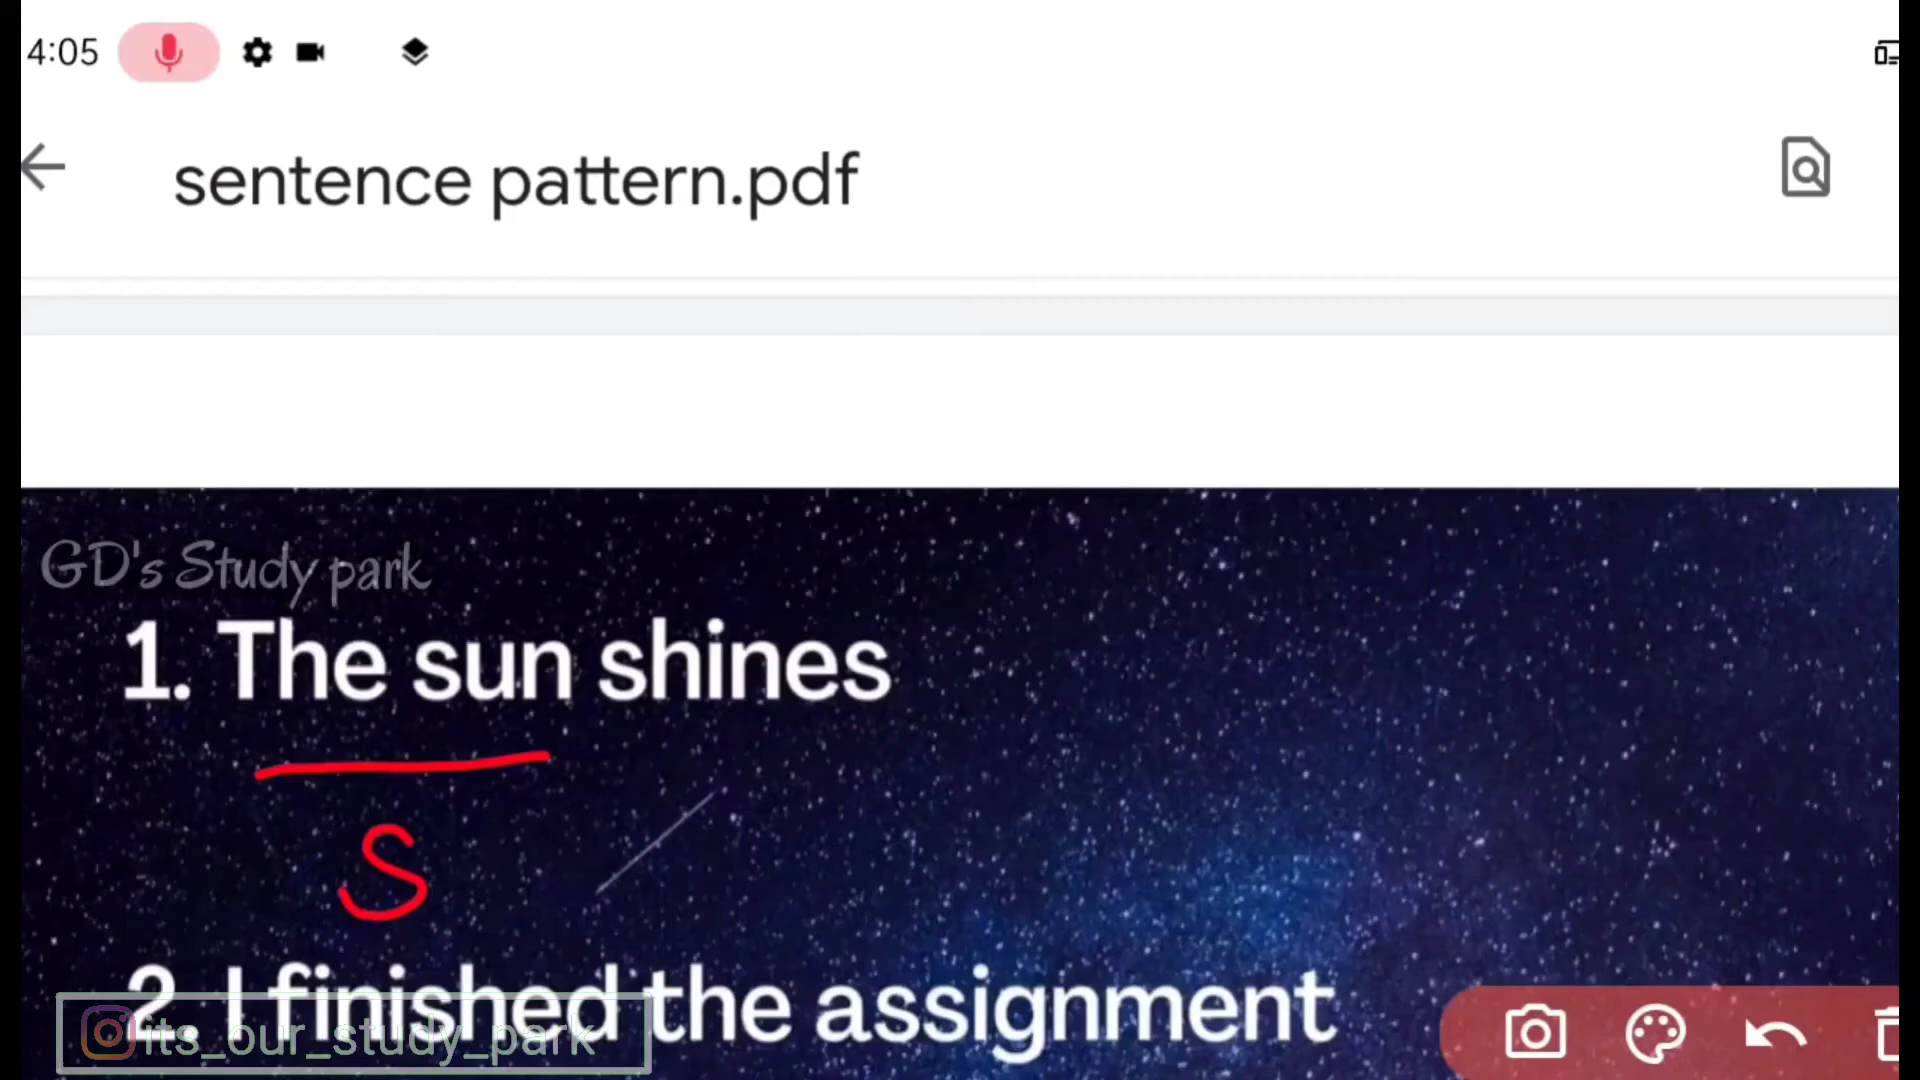 4:05
sentence pattern.pdf
GD's Study park
1. The sun shines
S
2. I finished the assignment
its_our_study_park